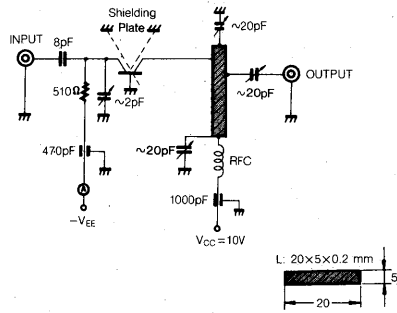 Shielding
Plate
INPUT
8pF
~20pF
510Ω
~2pF
~20pF
OUTPUT
470pF
~20pF
RFC
A
1000pF
-VEE
VCC=10V
L: 20×5×0.2 mm
5
20